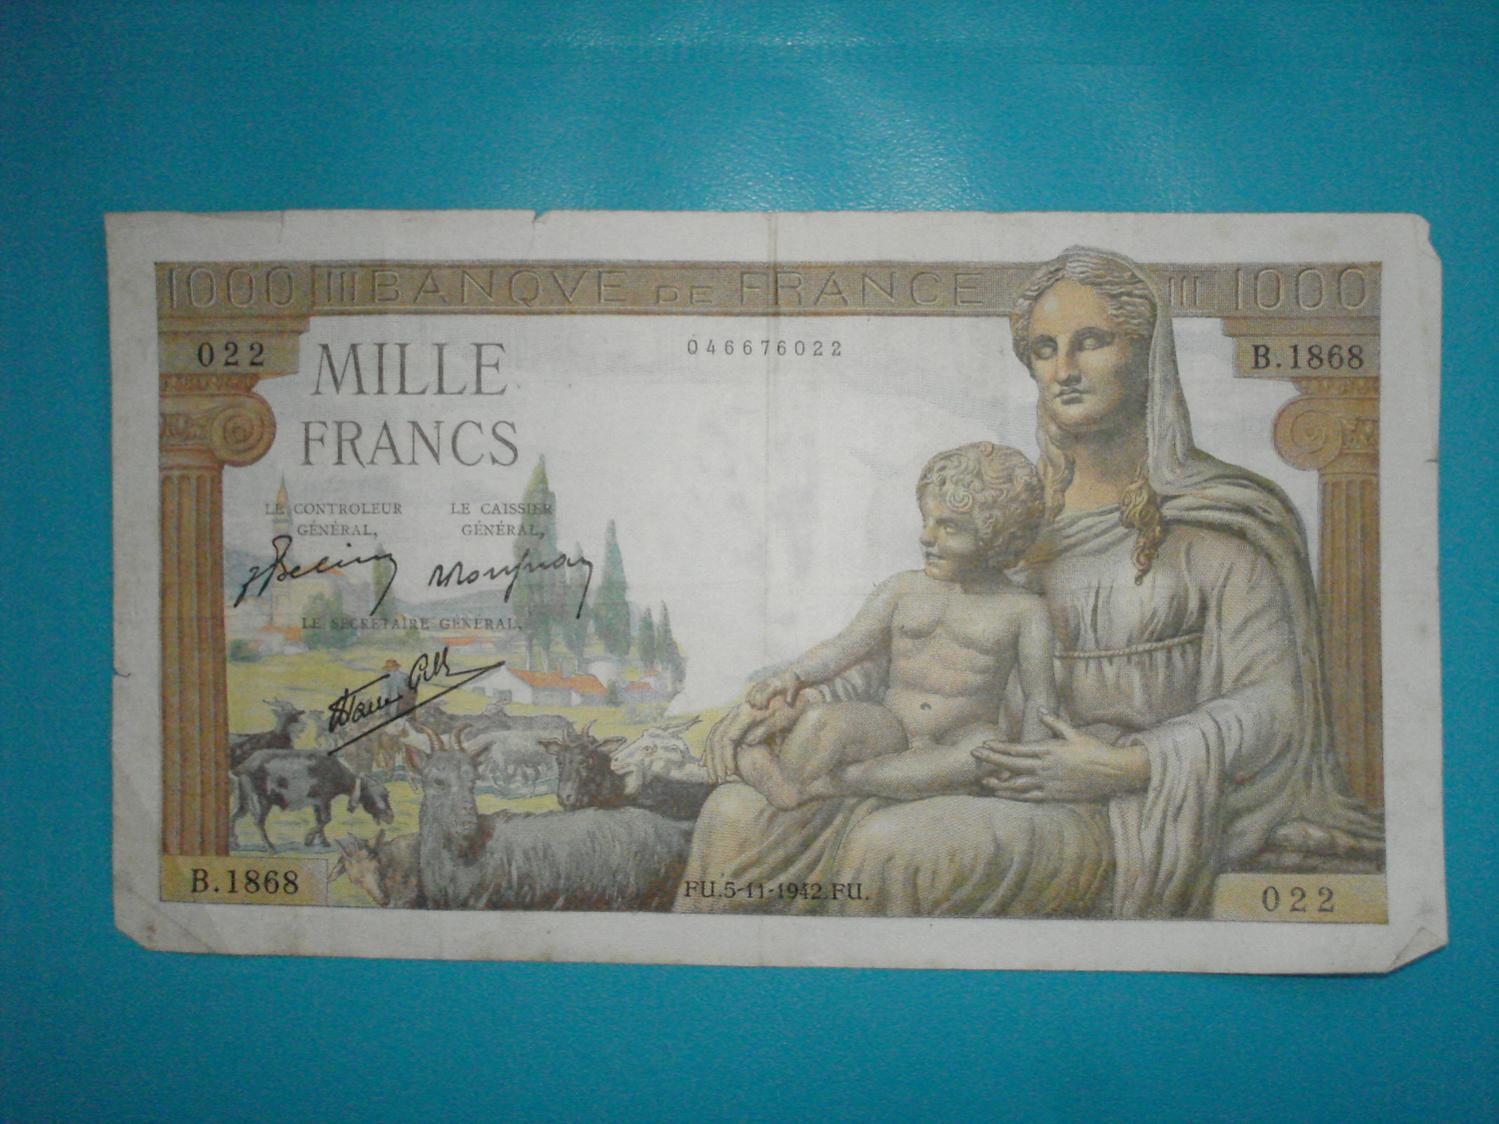 1000 BANQVE DE FRANCE 1000
022
MILLE
FRANCS
046676022
B.1868
LE CONTROLEUR
GÉNÉRAL,
LE CAISSIER
GÉNÉRAL,
LE SECRÉTAIRE GÉNÉRAL,
B.1868
FU.5-11-1942.FU.
022